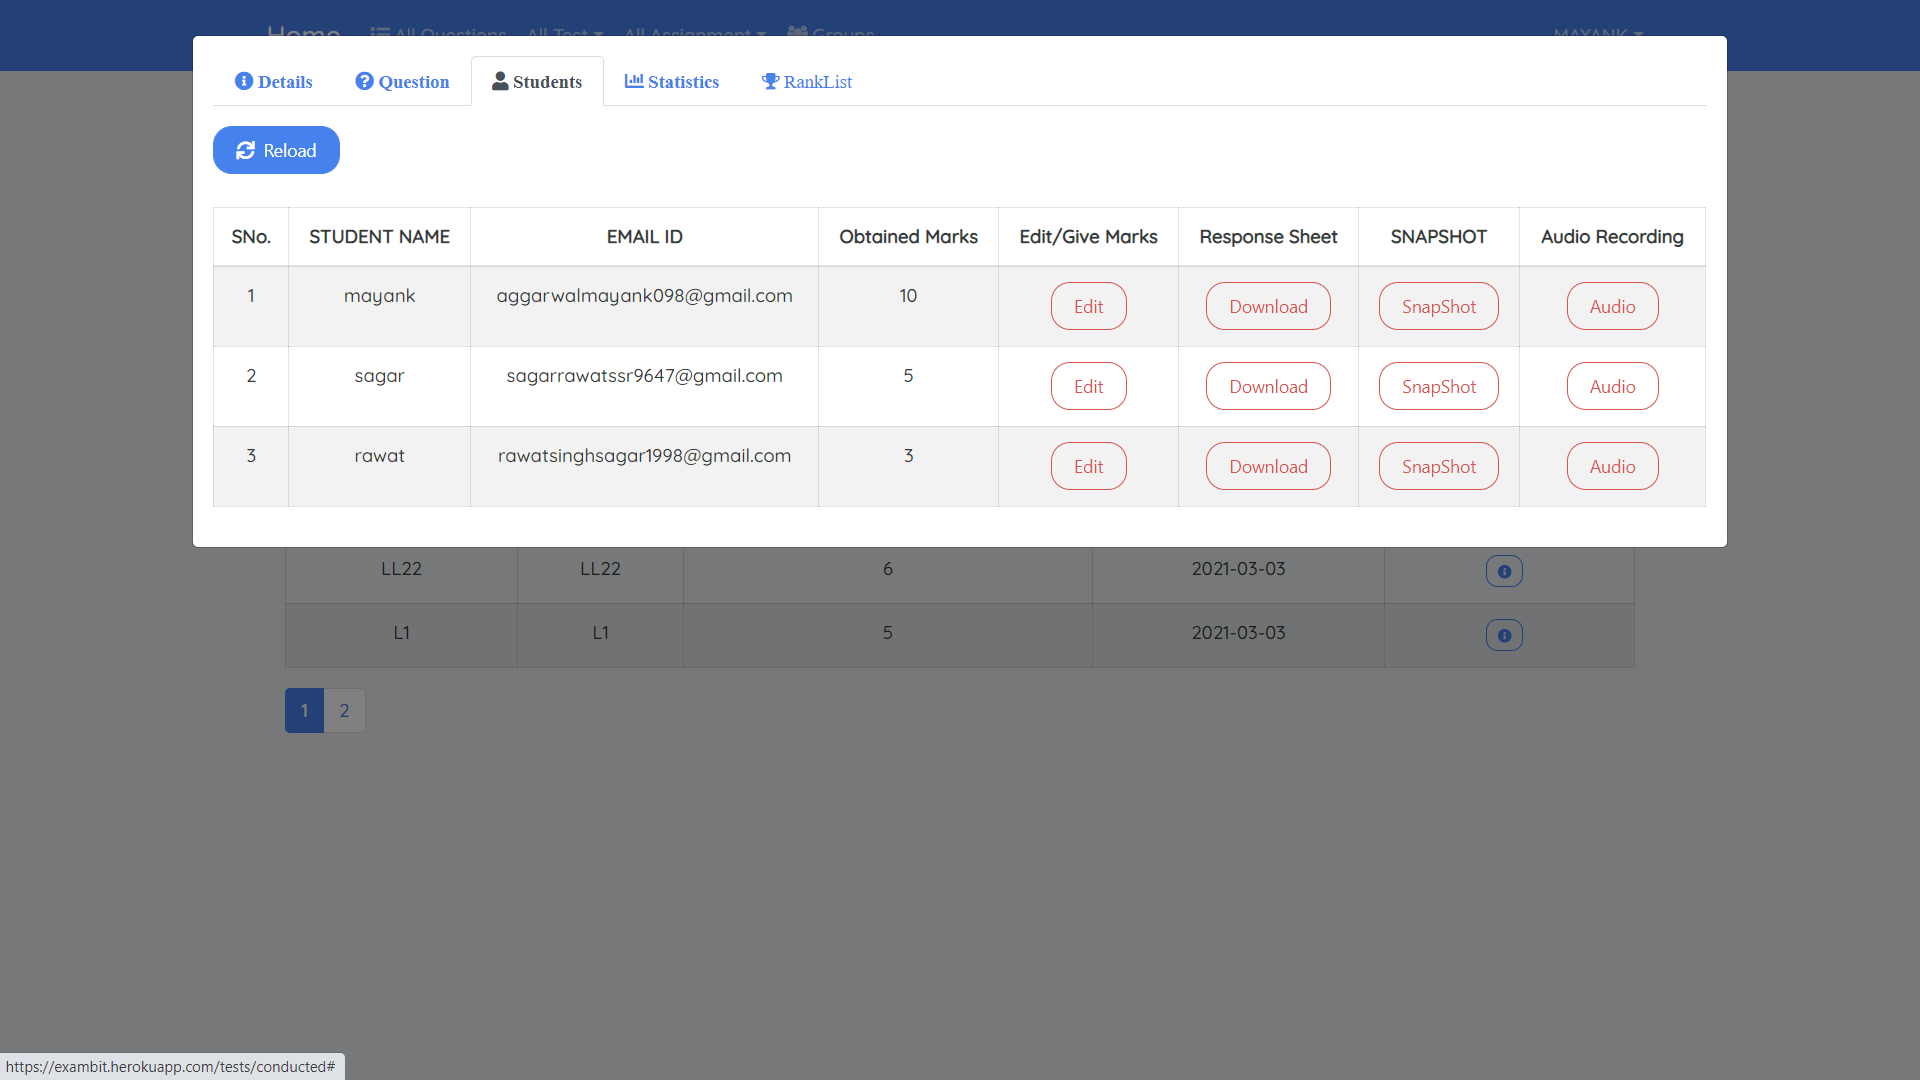 Home All Questions All Test All Assignment Groups MAYANK
Details Question Students Statistics RankList
Reload
SNo. STUDENT NAME EMAIL ID Obtained Marks Edit/Give Marks Response Sheet SNAPSHOT Audio Recording
1 mayank aggarwalmayank098@gmail.com 10 Edit Download SnapShot Audio
2 sagar sagarrawatssr9647@gmail.com 5 Edit Download SnapShot Audio
3 rawat rawatsinghsagar1998@gmail.com 3 Edit Download SnapShot Audio
LL22 LL22 6 2021-03-03
L1 L1 5 2021-03-03
1 2
https://exambit.herokuapp.com/tests/conducted#